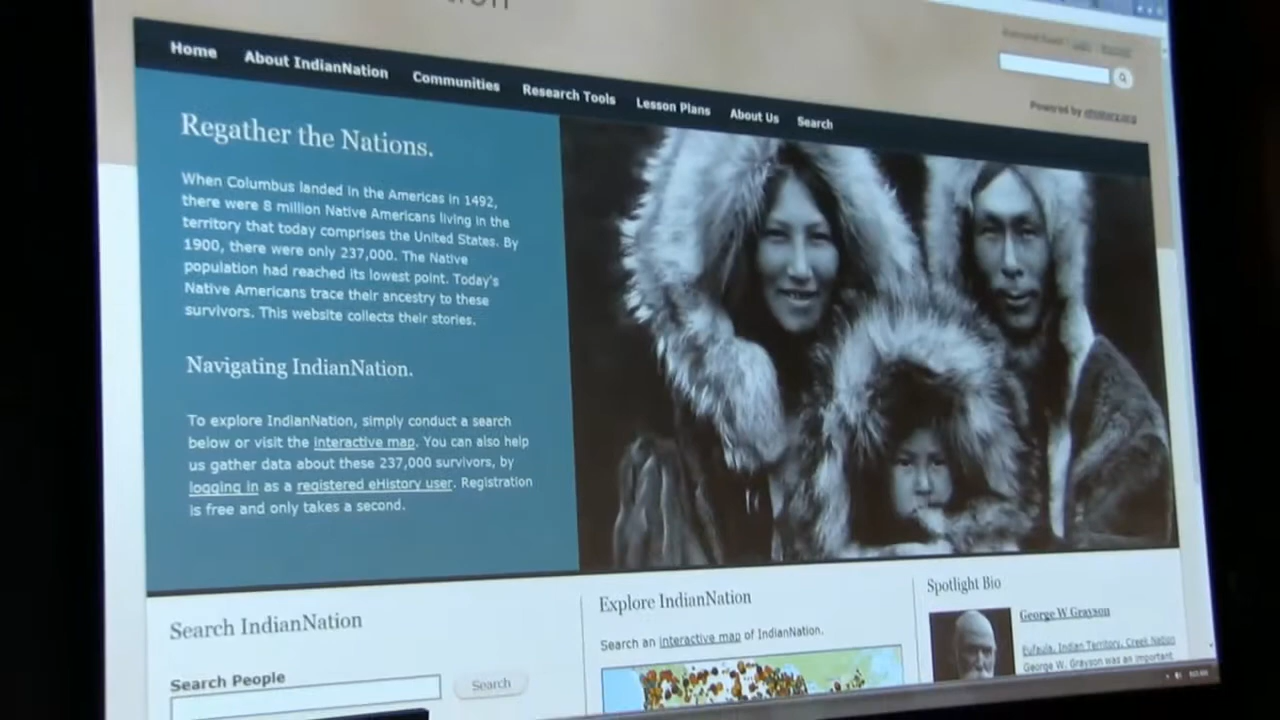 Home About IndianNation Communities Research Tools Lesson Plans About Us Search
Powered by ehistory.org
Regather the Nations.
When Columbus landed in the Americas in 1492,
there were 8 million Native Americans living in the
territory that today comprises the United States. By
1900, there were only 237,000. The Native
population had reached its lowest point. Today's
Native Americans trace their ancestry to these
survivors. This website collects their stories.
Navigating IndianNation.
To explore IndianNation, simply conduct a search
below or visit the interactive map. You can also help
us gather data about these 237,000 survivors, by
logging in as a registered eHistory user. Registration
is free and only takes a second.
Search IndianNation
Search People
Search
Explore IndianNation
Search an interactive map of IndianNation.
Spotlight Bio
George W Grayson
Eufaula, Indian Territory, Creek Nation
George W. Grayson was an important